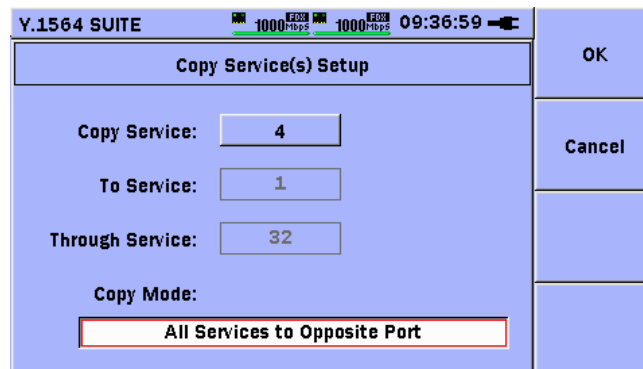 Y.1564 SUITE 1000 FDX Mbps 1000 FDX Mbps 09:36:59
Copy Service(s) Setup
Copy Service: 4
To Service: 1
Through Service: 32
Copy Mode:
All Services to Opposite Port
OK
Cancel